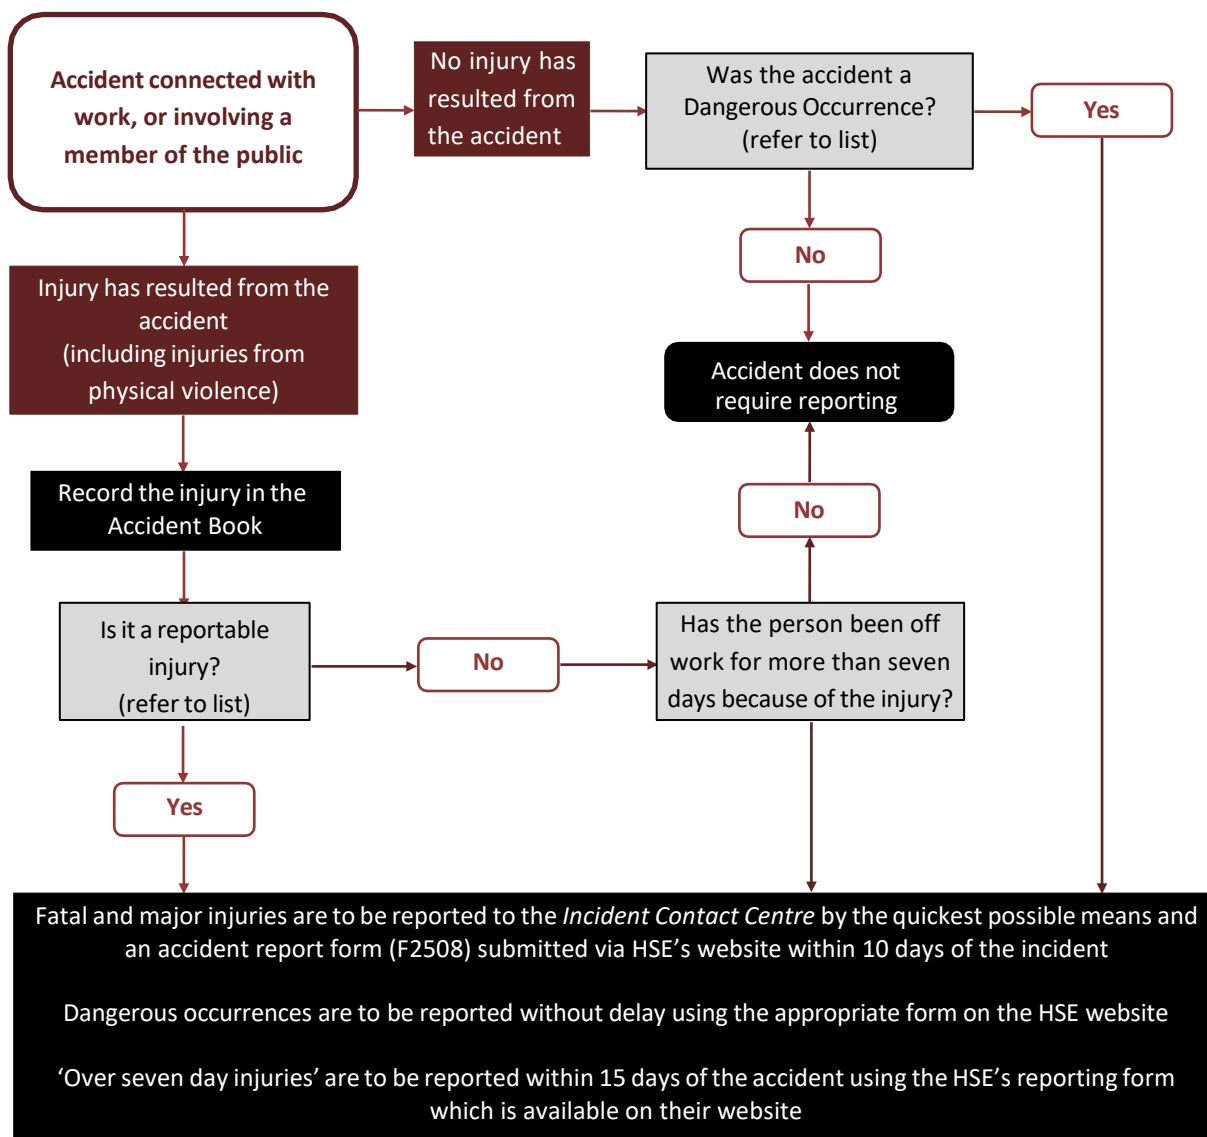 Accident connected with
work, or involving a
member of the public
No injury has
resulted from
the accident
Was the accident a
Dangerous Occurrence?
(refer to list)
Yes
No
Injury has resulted from the
accident
(including injuries from
physical violence)
Accident does not
require reporting
Record the injury in the
Accident Book
No
Is it a reportable
injury?
(refer to list)
No
Has the person been off
work for more than seven
days because of the injury?
Yes
Fatal and major injuries are to be reported to the Incident Contact Centre by the quickest possible means and
an accident report form (F2508) submitted via HSE’s website within 10 days of the incident
Dangerous occurrences are to be reported without delay using the appropriate form on the HSE website
‘Over seven day injuries’ are to be reported within 15 days of the accident using the HSE’s reporting form
which is available on their website